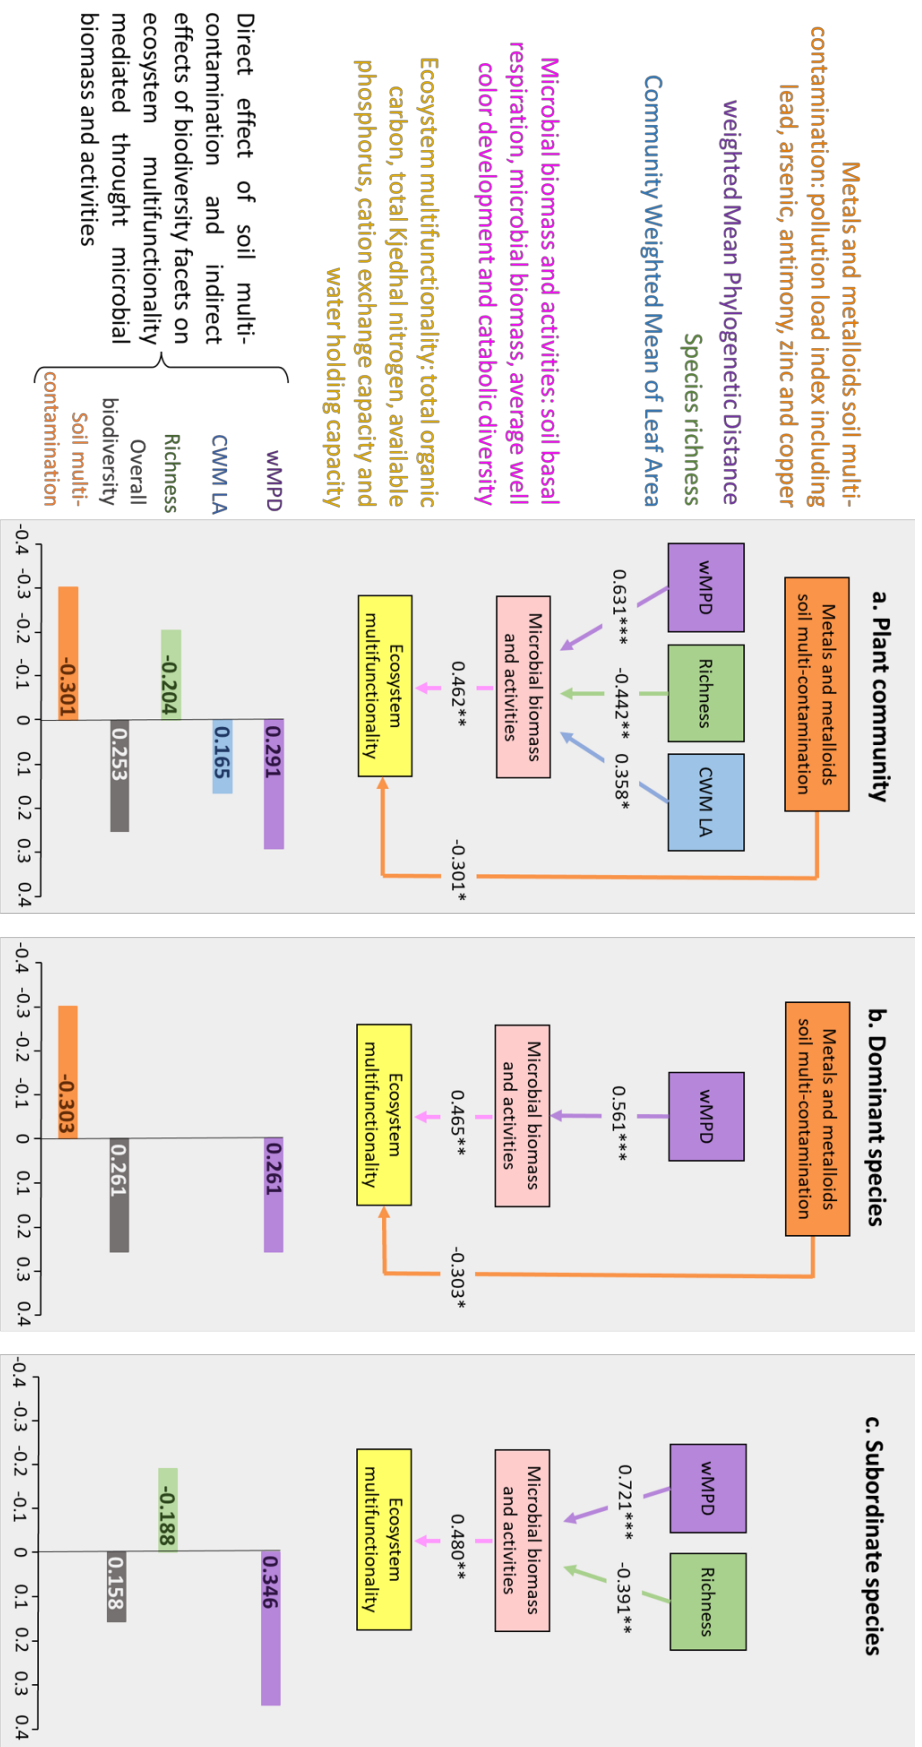 Metals and metalloids soil multi-
contamination: pollution load index including
lead, arsenic, antimony, zinc and copper
weighted Mean Phylogenetic Distance
Species richness
Community Weighted Mean of Leaf Area
Microbial biomass and activities: soil basal
respiration, microbial biomass, average well
color development and catabolic diversity
Ecosystem multifunctionality: total organic
carbon, total Kjedhal nitrogen, available
phosphorus, cation exchange capacity and
water holding capacity
Direct effect of soil multi-
contamination and indirect
effects of biodiversity facets on
ecosystem multifunctionality
mediated throught microbial
biomass and activities
wMPD
CWM LA
Richness
Overall
biodiversity
Soil multi-
contamination
a. Plant community
Metals and metalloids
soil multi-contamination
wMPD
Richness
CWM LA
0.631***
-0.442**
0.358*
Microbial biomass
and activities
0.462**
-0.301*
Ecosystem
multifunctionality
0.291
0.165
-0.204
0.253
-0.301
-0.4 -0.3 -0.2 -0.1 0 0.1 0.2 0.3 0.4
b. Dominant species
Metals and metalloids
soil multi-contamination
wMPD
0.561***
Microbial biomass
and activities
0.465**
-0.303*
Ecosystem
multifunctionality
0.261
0.261
-0.303
-0.4 -0.3 -0.2 -0.1 0 0.1 0.2 0.3 0.4
c. Subordinate species
wMPD
Richness
0.721***
-0.391**
Microbial biomass
and activities
0.480**
Ecosystem
multifunctionality
0.346
-0.188
0.158
-0.4 -0.3 -0.2 -0.1 0 0.1 0.2 0.3 0.4